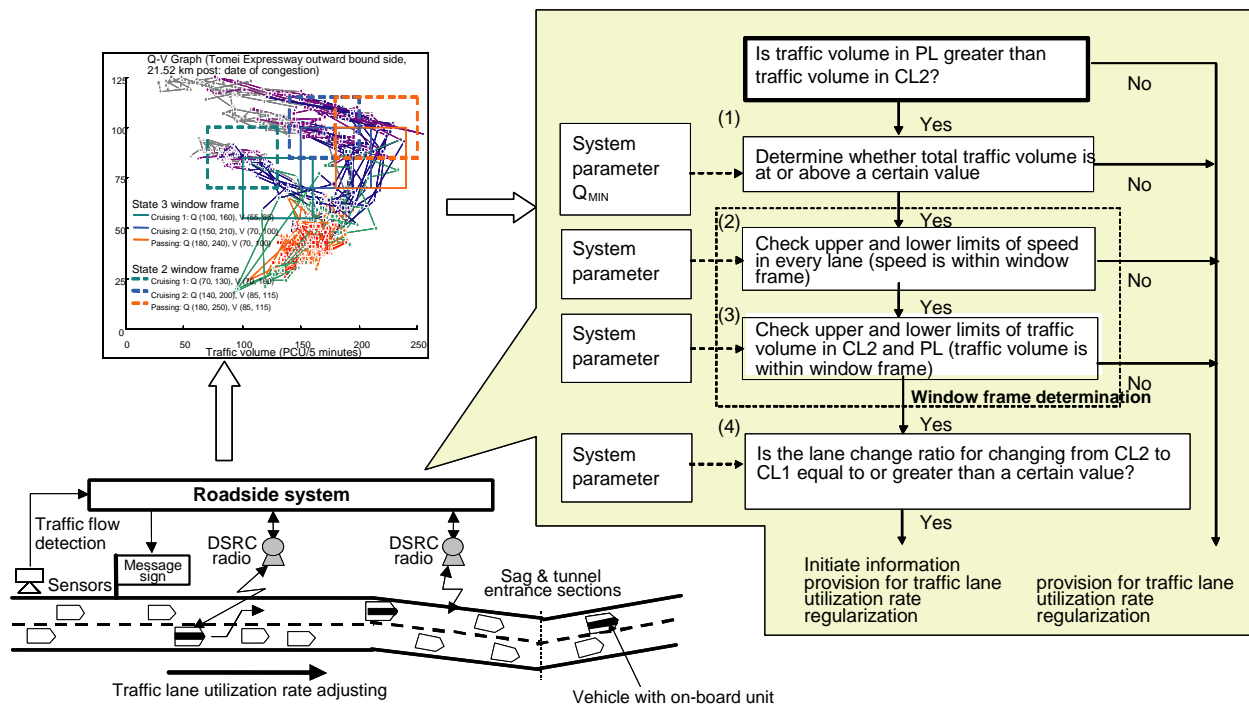 Q-V Graph (Tomei Expressway outward bound side,
21.52 km post: date of congestion)
125
100
75
50
25
0
State 3 window frame
Cruising 1: Q (100, 160), V (55, 85)
Cruising 2: Q (150, 210), V (70, 100)
Passing: Q (180, 240), V (70, 100)
State 2 window frame
Cruising 1: Q (70, 130), V (70, 100)
Cruising 2: Q (140, 200), V (85, 115)
Passing: Q (180, 250), V (85, 115)
0 50 100 150 200 250
Traffic volume (PCU/5 minutes)
Is traffic volume in PL greater than
traffic volume in CL2?
No
Yes
(1)
System
parameter
Q MIN
Determine whether total traffic volume is
at or above a certain value
No
Yes
(2)
System
parameter
Check upper and lower limits of speed
in every lane (speed is within window
frame)
No
Yes
(3)
System
parameter
Check upper and lower limits of traffic
volume in CL2 and PL (traffic volume is
within window frame)
No
Window frame determination
Yes
(4)
System
parameter
Is the lane change ratio for changing from CL2 to
CL1 equal to or greater than a certain value?
Yes
Initiate information
provision for traffic lane
utilization rate
regularization
provision for traffic lane
utilization rate
regularization
Roadside system
Traffic flow
detection
Sensors
Message
sign
DSRC
radio
DSRC
radio
Sag & tunnel
entrance sections
Traffic lane utilization rate adjusting
Vehicle with on-board unit